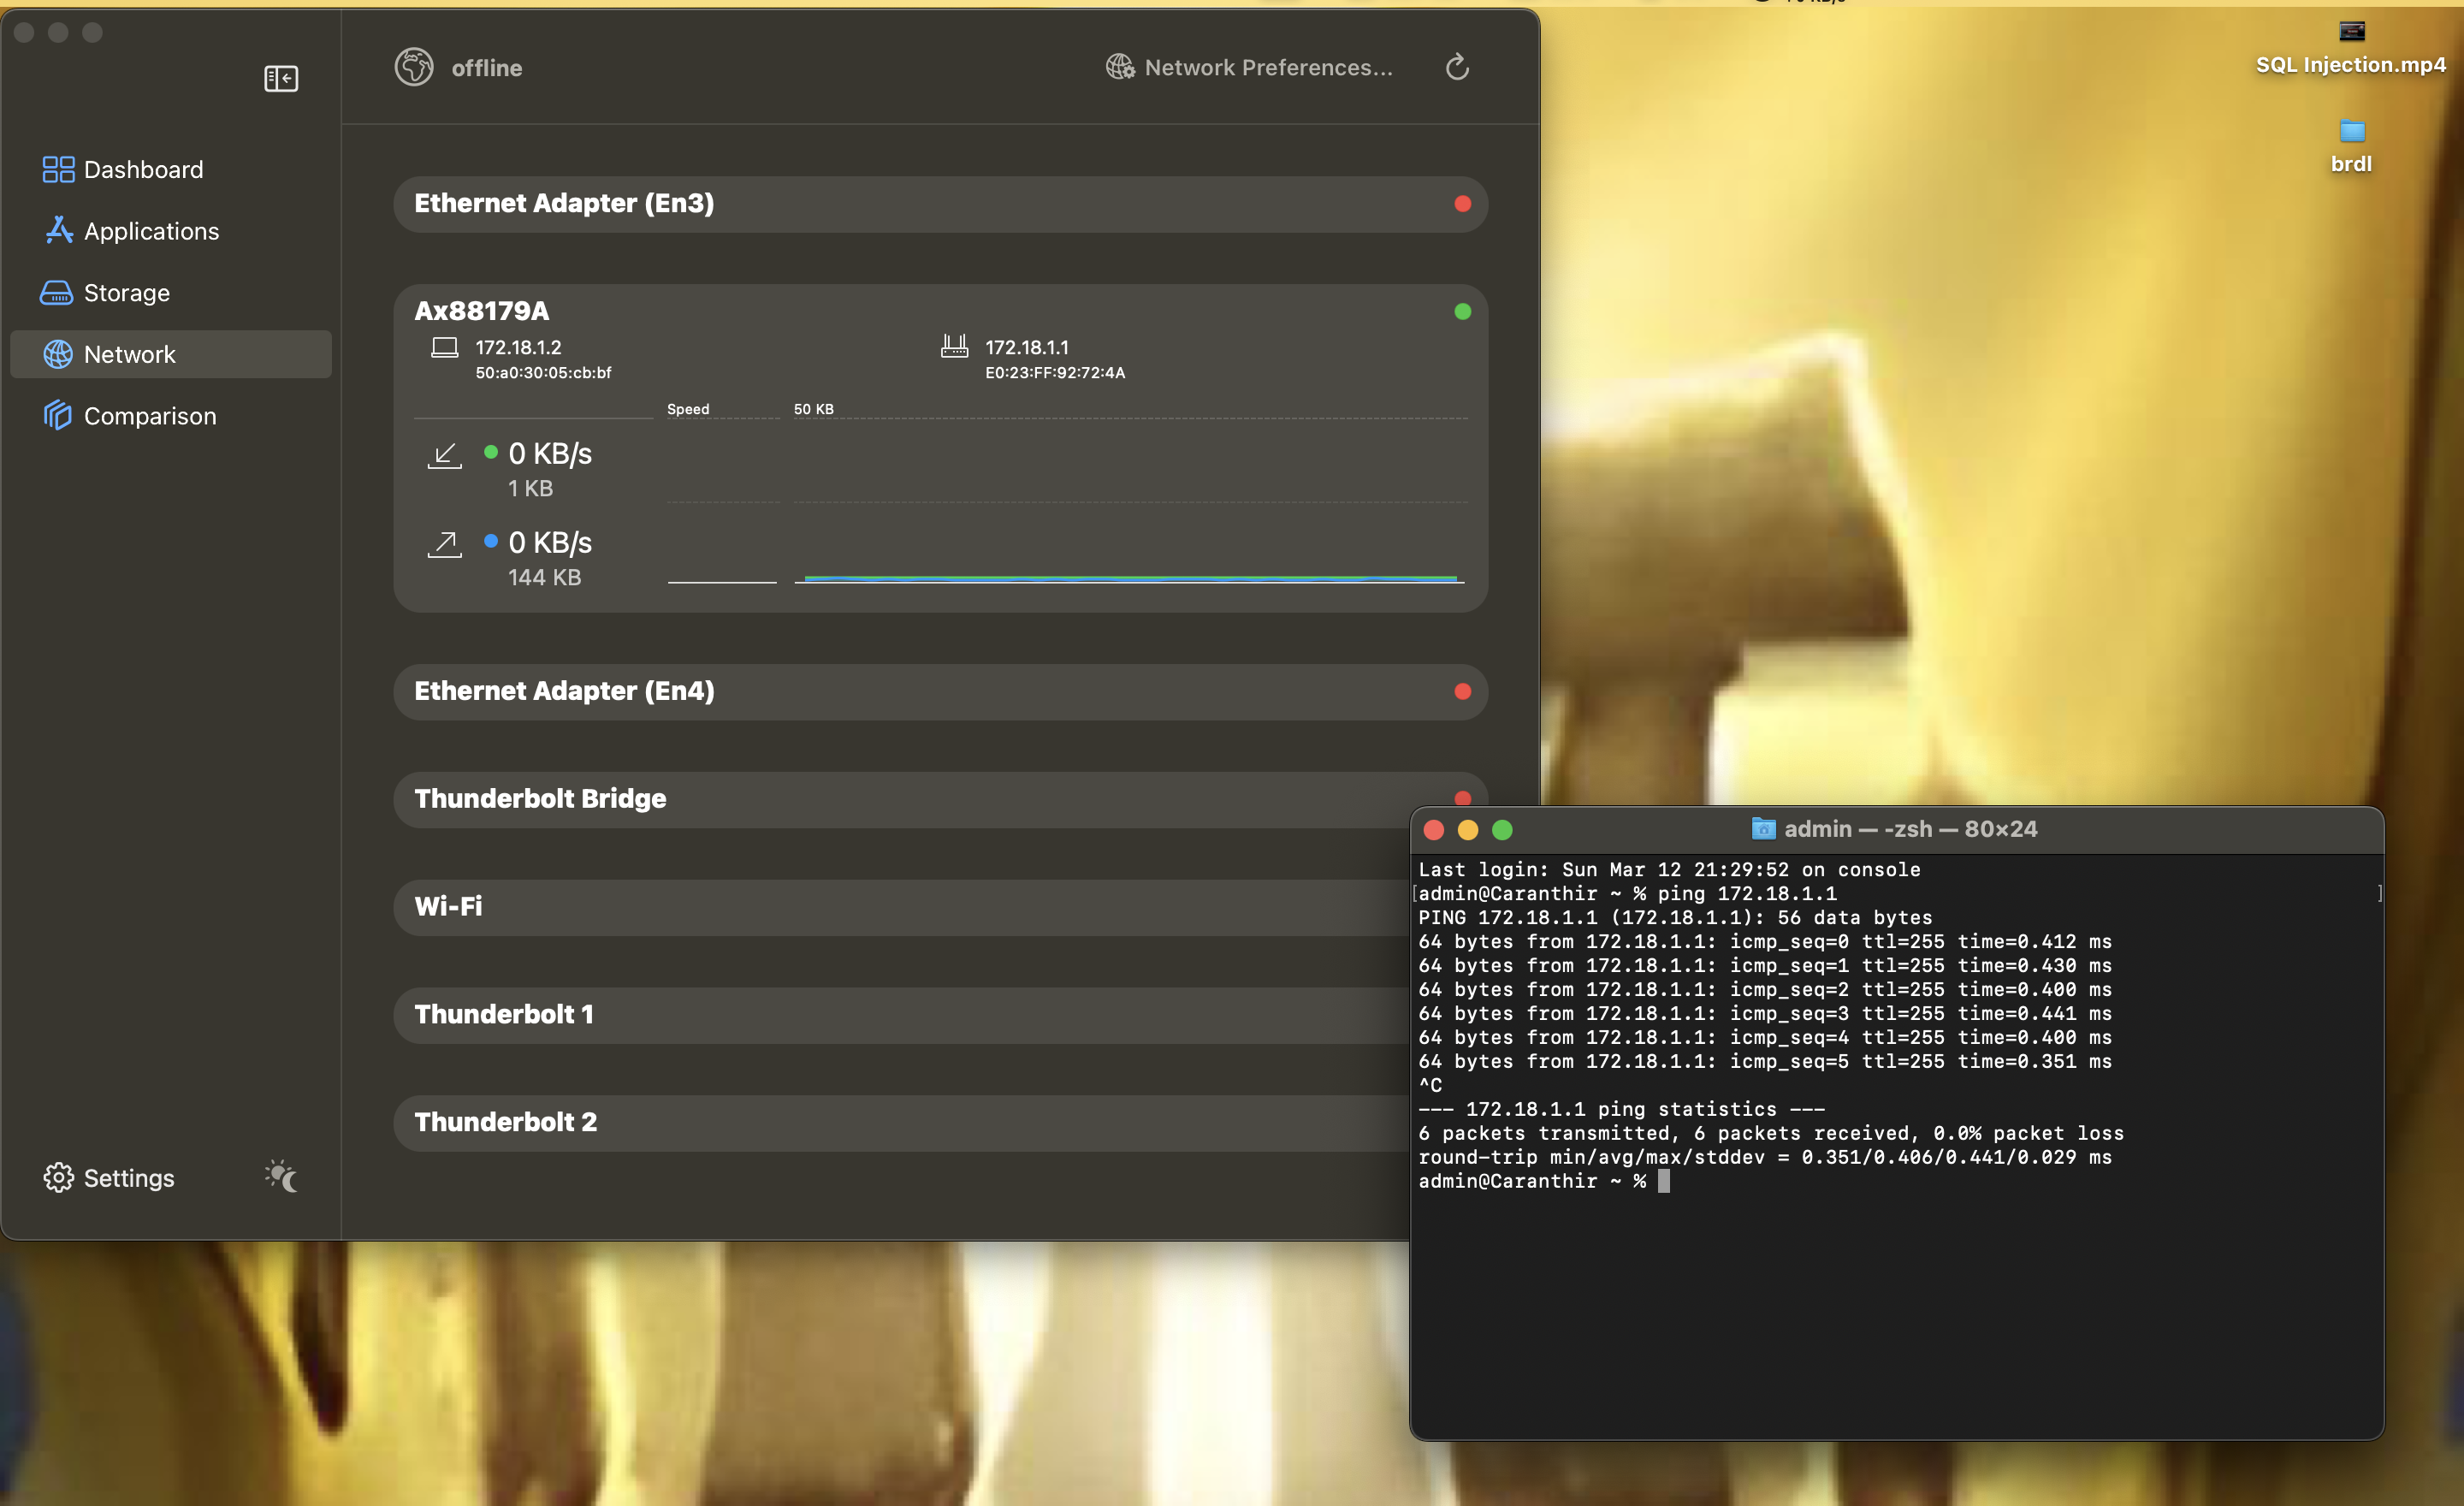 offline
Network Preferences...
Dashboard
Applications
Storage
Network
Comparison
Settings
Ethernet Adapter (En3)
Ax88179A
172.18.1.2
50:a0:30:05:cb:bf
172.18.1.1
E0:23:FF:92:72:4A
Speed
50 KB
0 KB/s
1 KB
0 KB/s
144 KB
Ethernet Adapter (En4)
Thunderbolt Bridge
Wi-Fi
Thunderbolt 1
Thunderbolt 2
SQL Injection.mp4
brdl
admin — -zsh — 80×24
Last login: Sun Mar 12 21:29:52 on console
[admin@Caranthir ~ % ping 172.18.1.1 ]
PING 172.18.1.1 (172.18.1.1): 56 data bytes
64 bytes from 172.18.1.1: icmp_seq=0 ttl=255 time=0.412 ms
64 bytes from 172.18.1.1: icmp_seq=1 ttl=255 time=0.430 ms
64 bytes from 172.18.1.1: icmp_seq=2 ttl=255 time=0.400 ms
64 bytes from 172.18.1.1: icmp_seq=3 ttl=255 time=0.441 ms
64 bytes from 172.18.1.1: icmp_seq=4 ttl=255 time=0.400 ms
64 bytes from 172.18.1.1: icmp_seq=5 ttl=255 time=0.351 ms
^C
--- 172.18.1.1 ping statistics ---
6 packets transmitted, 6 packets received, 0.0% packet loss
round-trip min/avg/max/stddev = 0.351/0.406/0.441/0.029 ms
admin@Caranthir ~ %